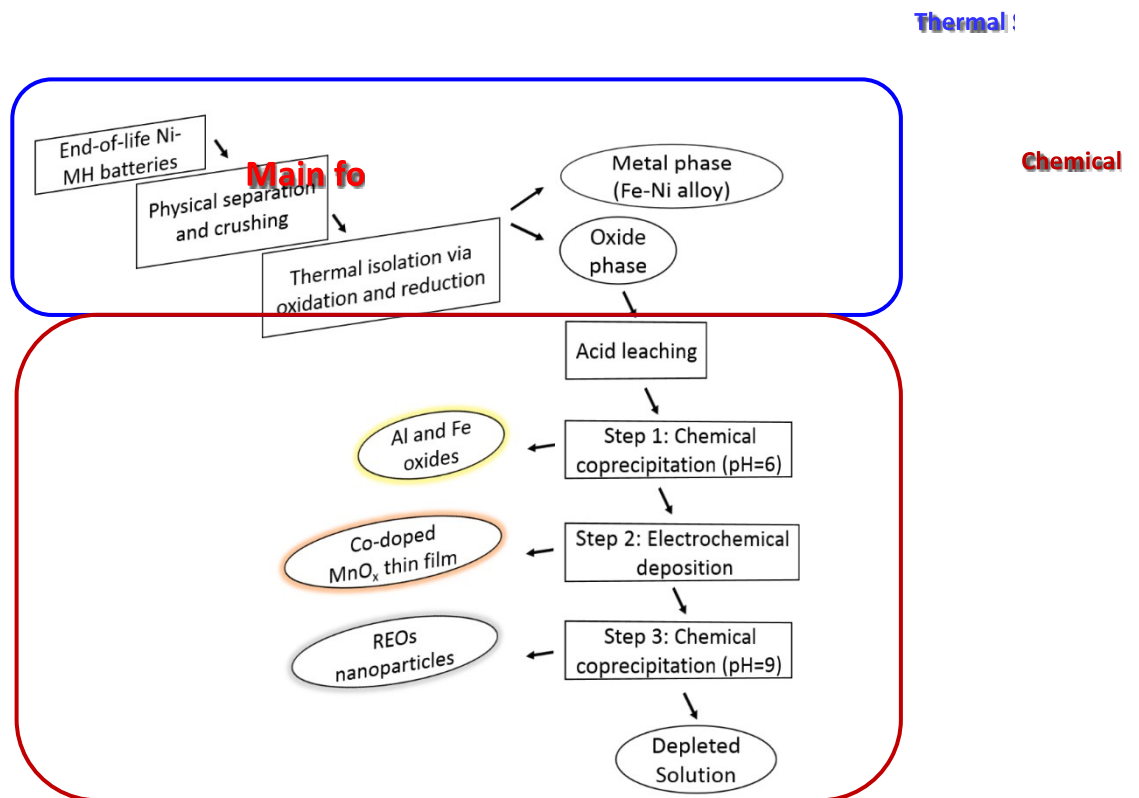 Thermal
End-of-life Ni-
MH batteries
Main fo
Physical separation
and crushing
Thermal isolation via
oxidation and reduction
Metal phase
(Fe-Ni alloy)
Oxide
phase
Chemical
Acid leaching
Step 1: Chemical
coprecipitation (pH=6)
Al and Fe
oxides
Step 2: Electrochemical
deposition
Co-doped
MnOₓ thin film
Step 3: Chemical
coprecipitation (pH=9)
REOs
nanoparticles
Depleted
Solution